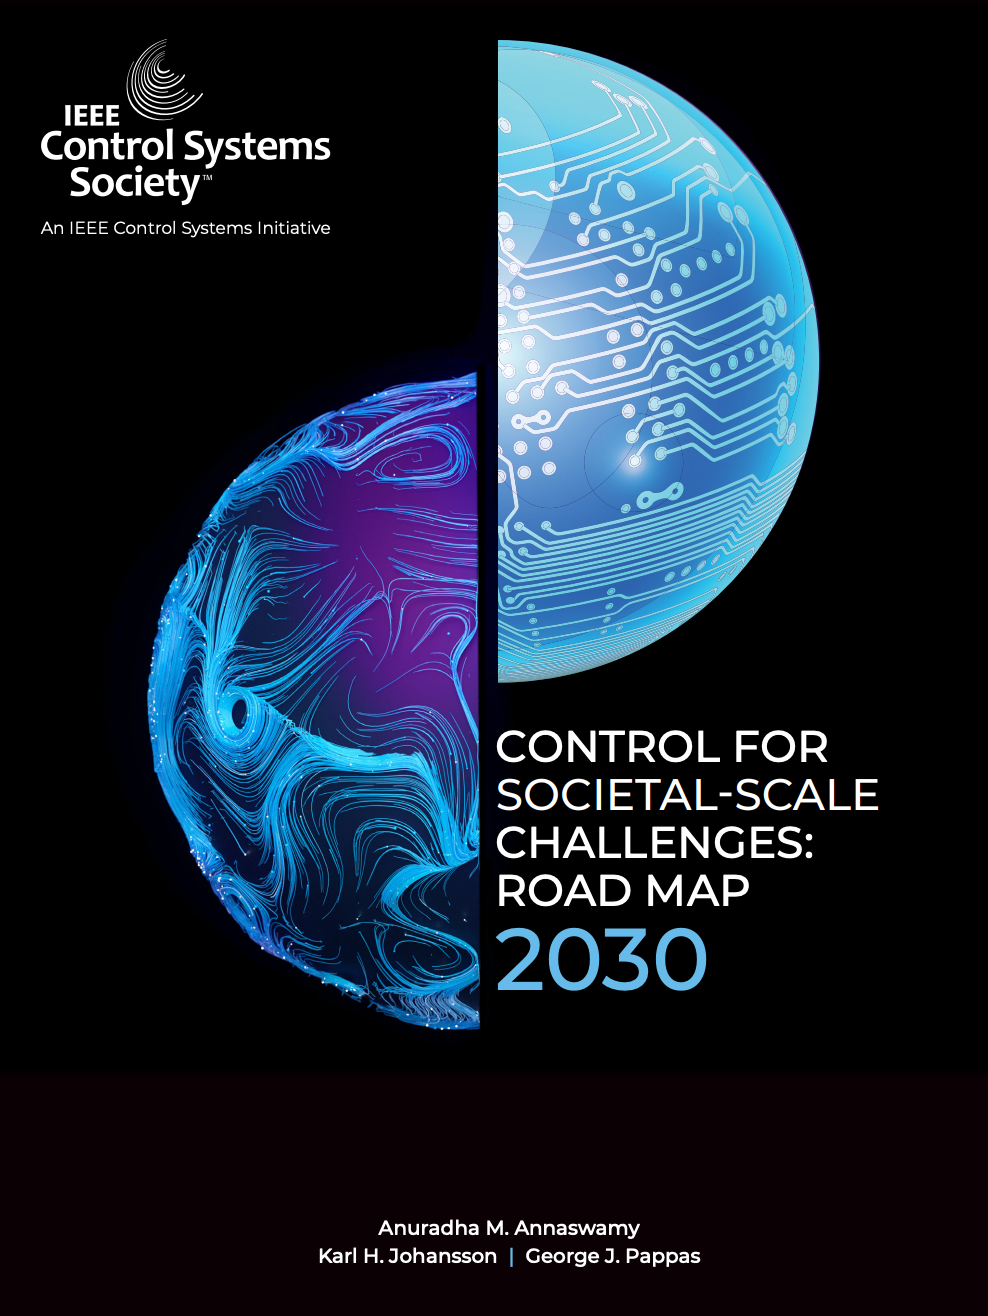 IEEE
Control Systems
Society™
An IEEE Control Systems Initiative
CONTROL FOR
SOCIETAL-SCALE
CHALLENGES:
ROAD MAP
2030
Anuradha M. Annaswamy
Karl H. Johansson | George J. Pappas